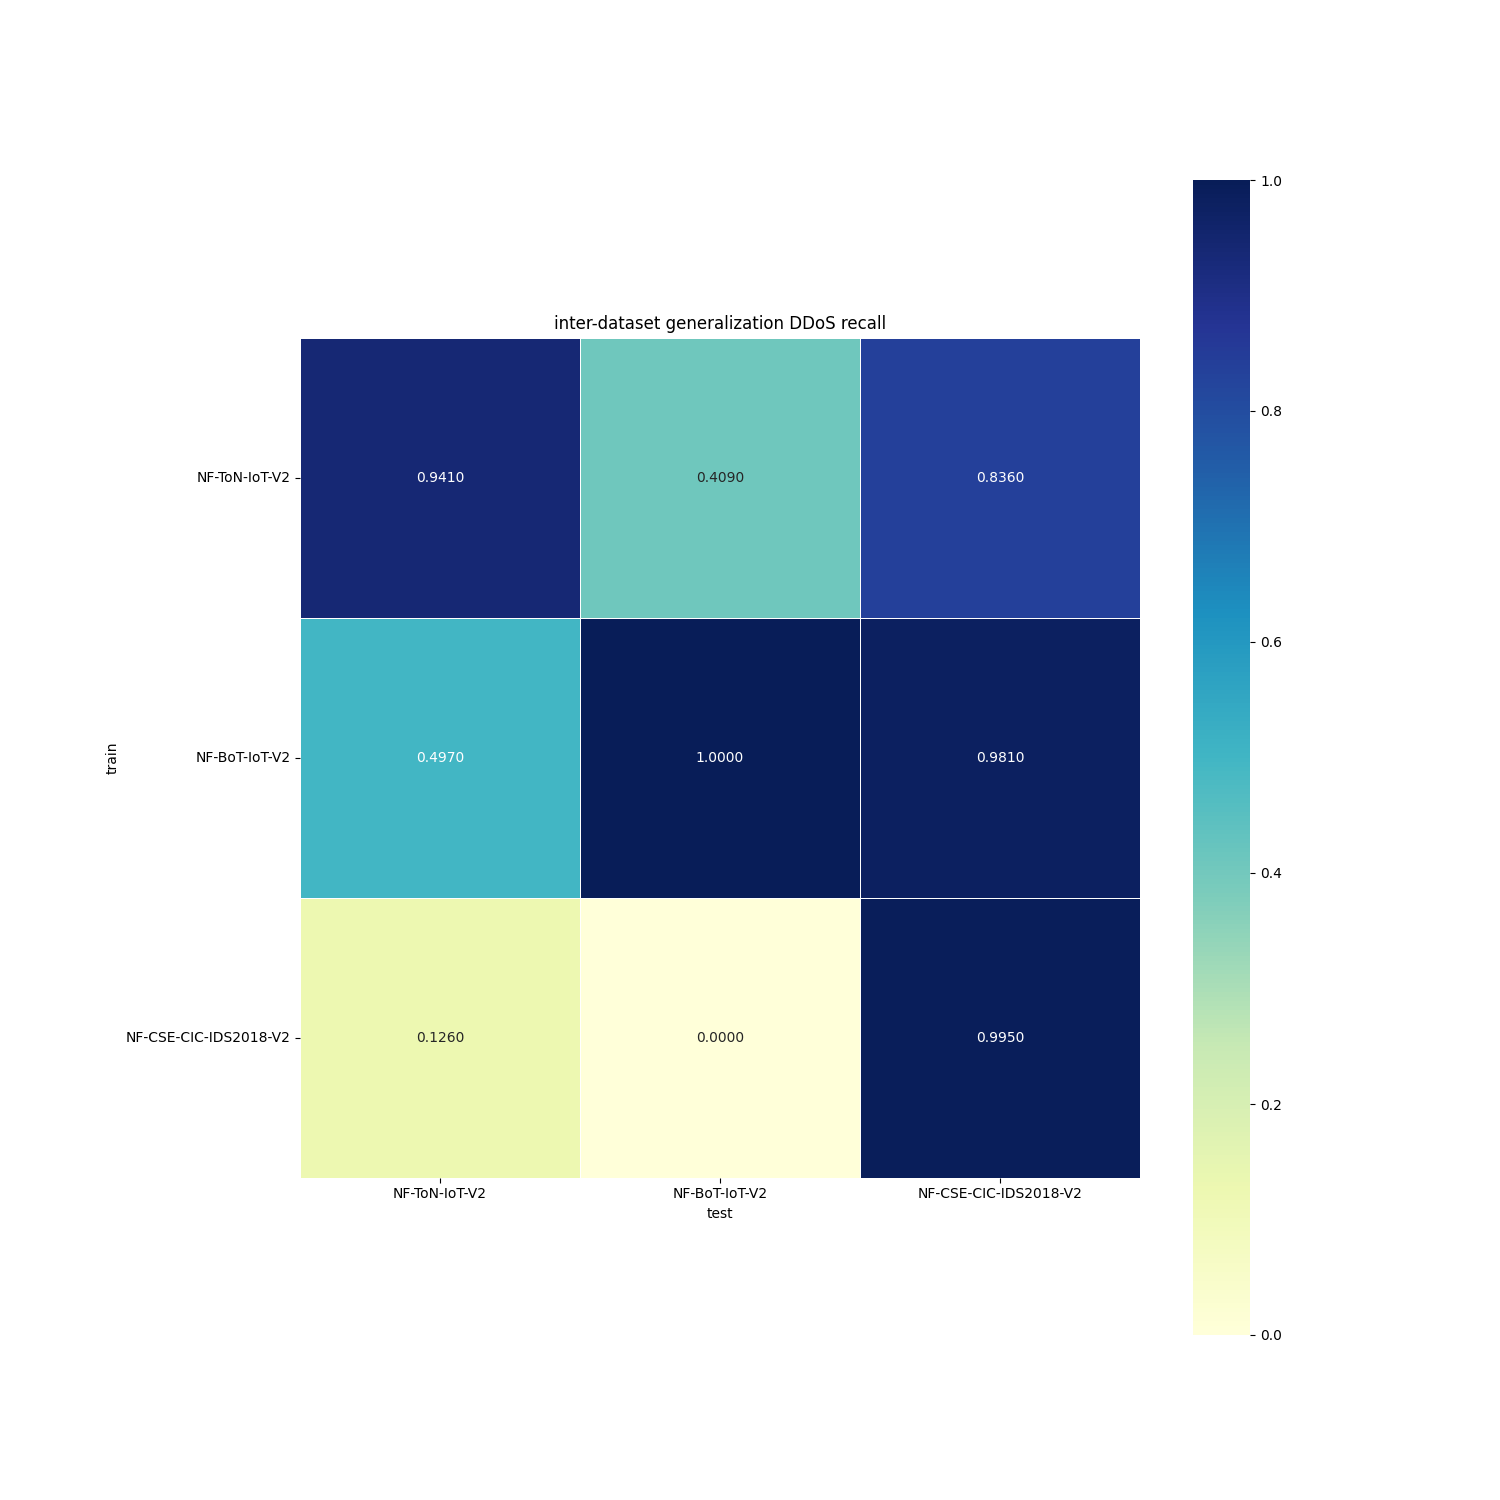 inter-dataset generalization DDoS recall
train
NF-ToN-IoT-V2
0.9410
0.4090
0.8360
NF-BoT-IoT-V2
0.4970
1.0000
0.9810
NF-CSE-CIC-IDS2018-V2
0.1260
0.0000
0.9950
NF-ToN-IoT-V2
NF-BoT-IoT-V2
NF-CSE-CIC-IDS2018-V2
test
1.0
0.8
0.6
0.4
0.2
0.0